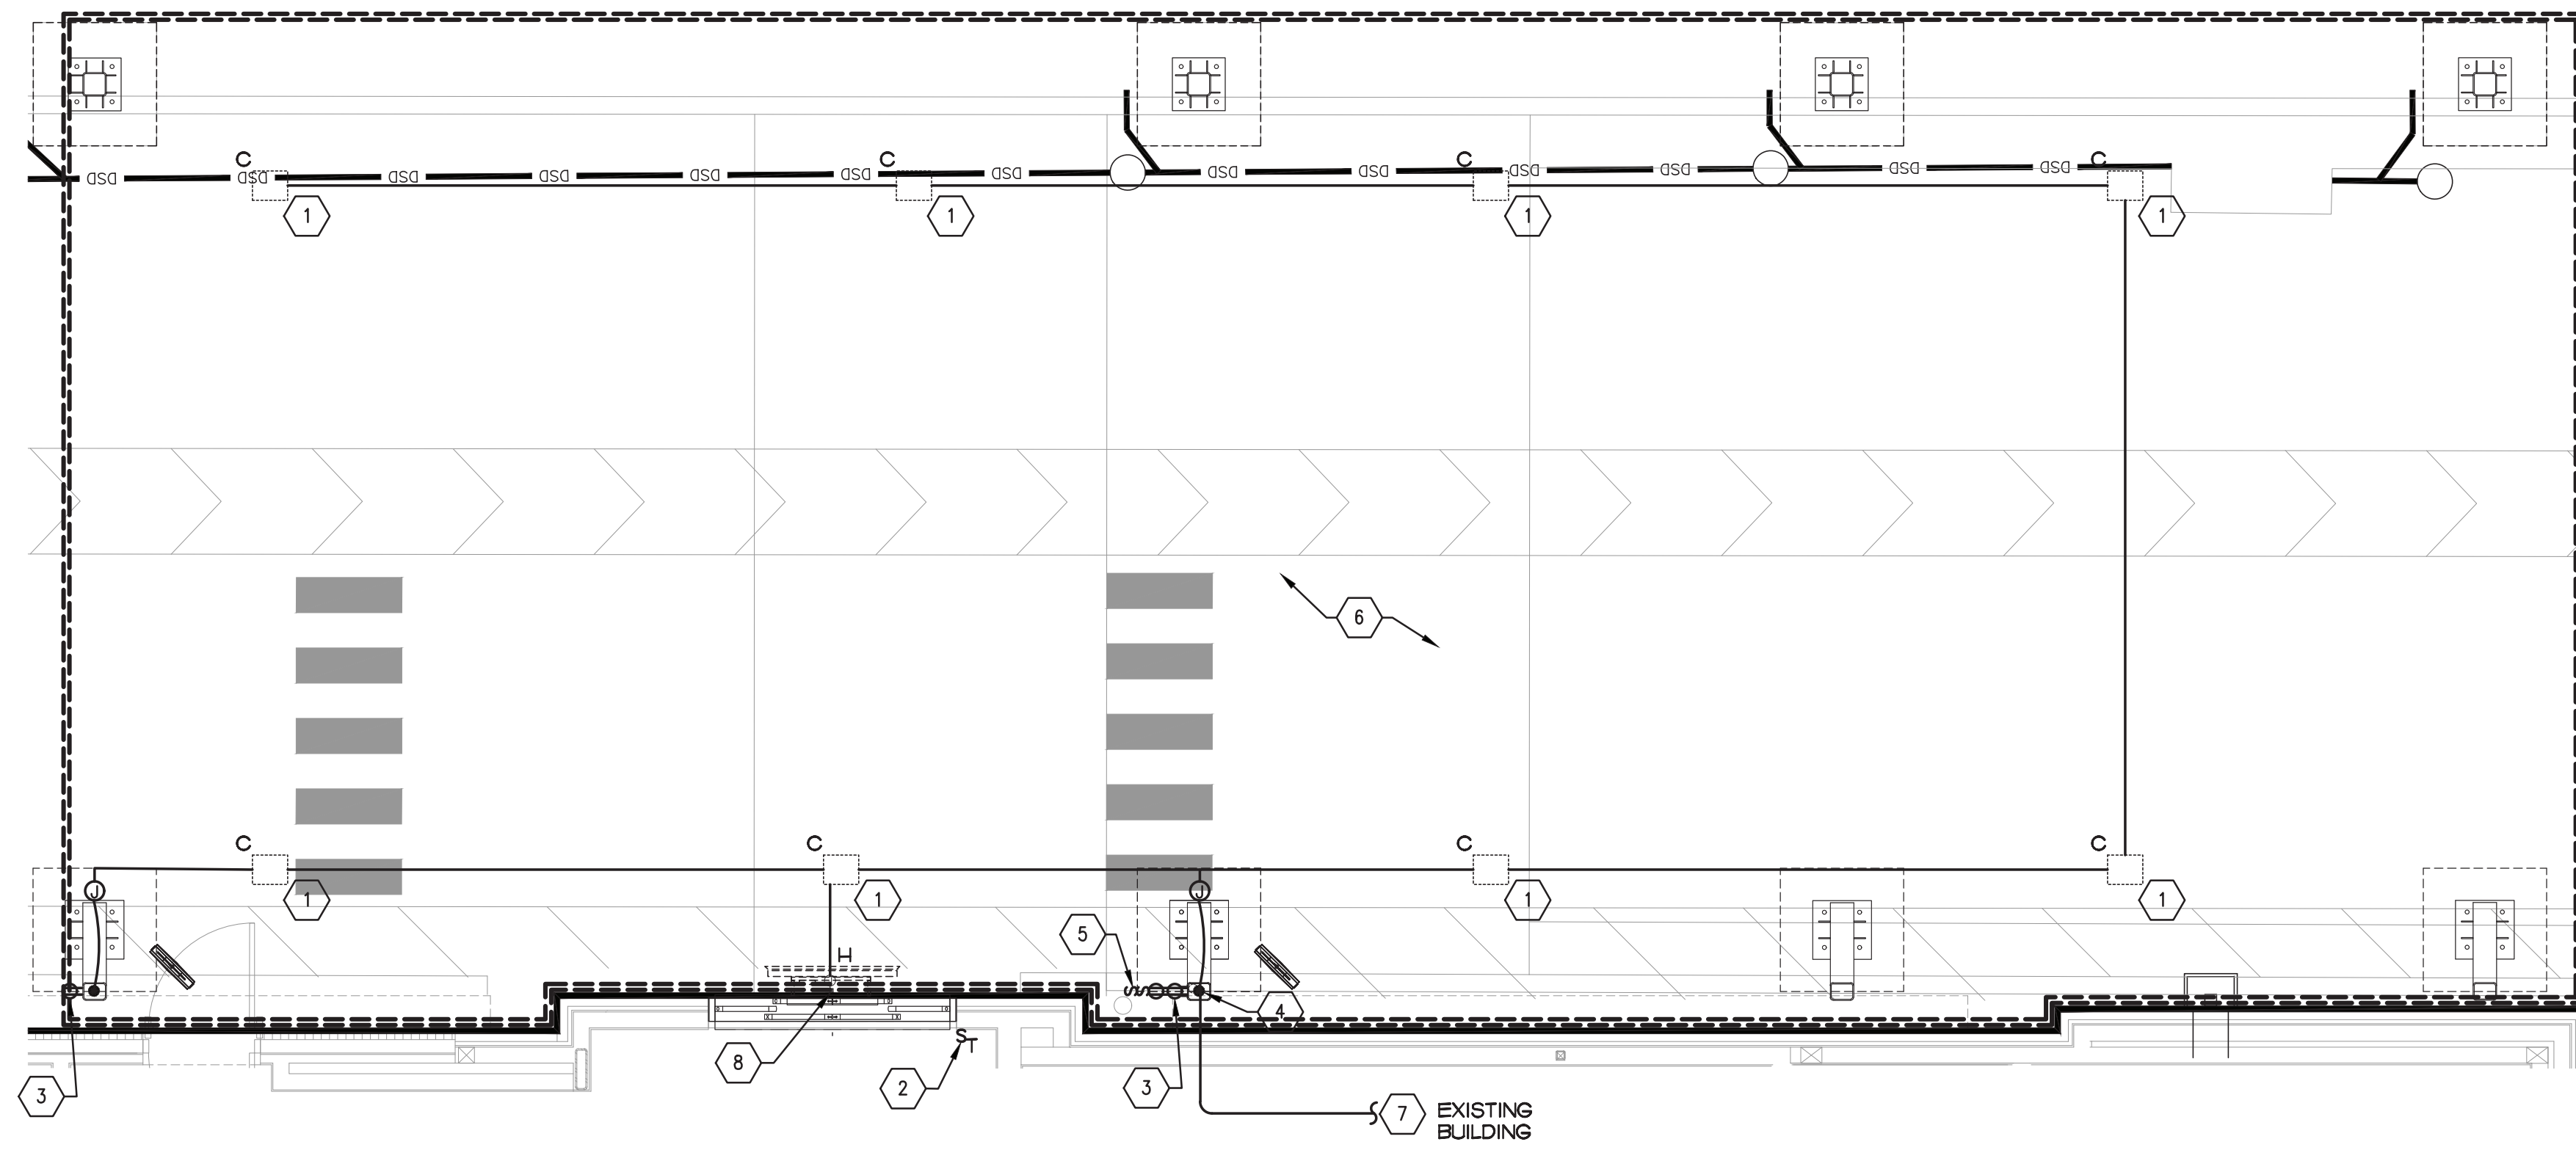 C C C C
DSD DSD DSD DSD DSD DSD DSD DSD DSD DSD DSD DSD DSD
1 1 1 1
6
C C C C
J J
1 1 1 1
5
H
4
S
T
8
2
3
3
7 EXISTING
BUILDING